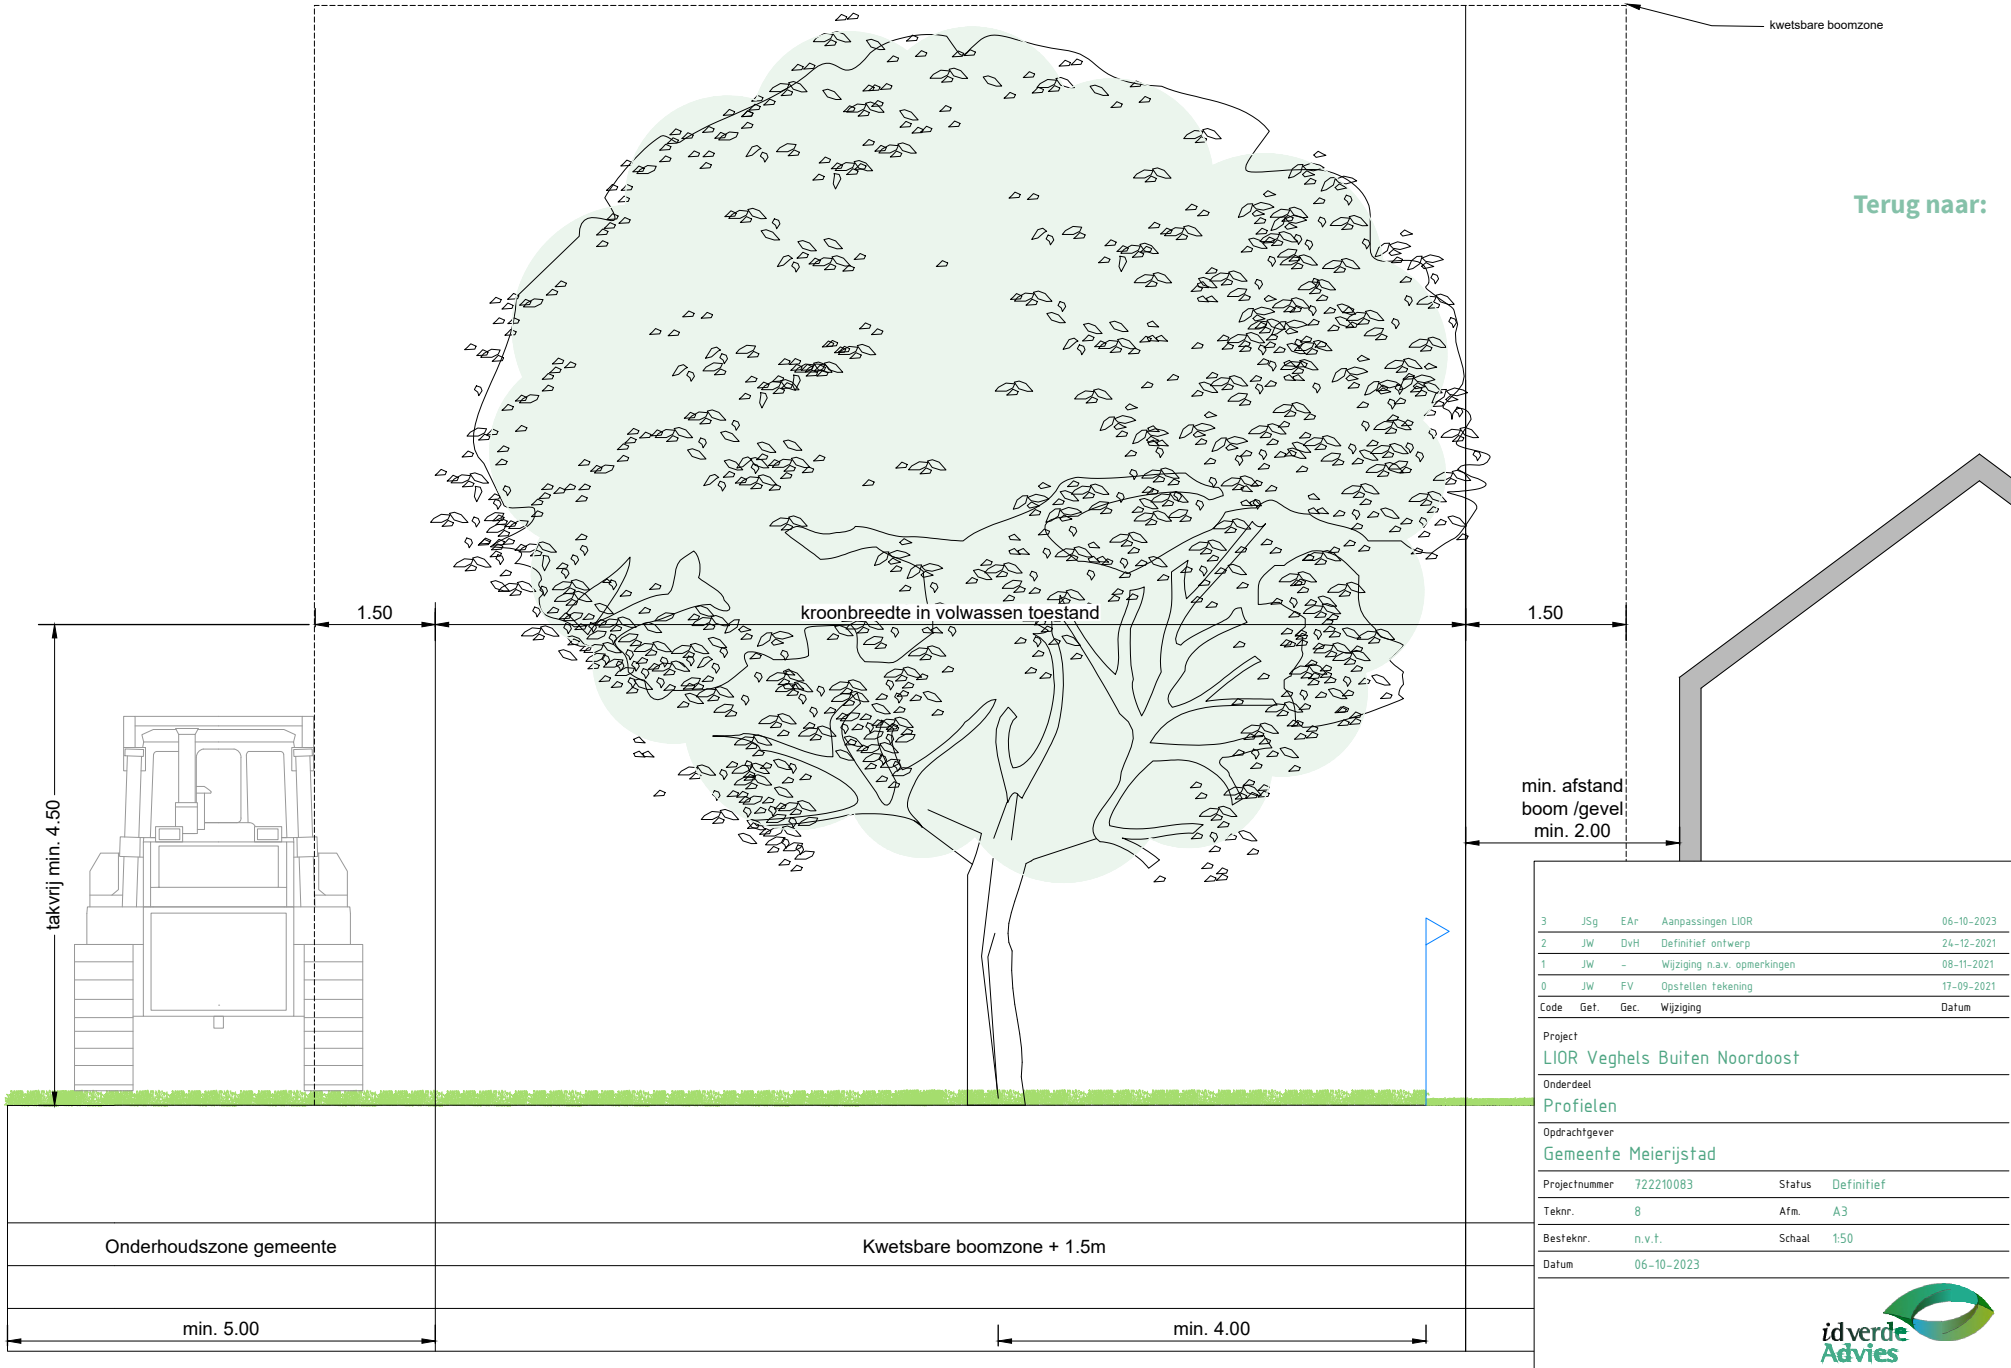 kwetsbare boomzone
Terug naar:
1.50
kroonbreedte in volwassen toestand
1.50
takvrij min. 4.50
min. afstand
boom /gevel
min. 2.00
3 JSg EAr Aanpassingen LIOR 06-10-2023
2 JW DvH Definitief ontwerp 24-12-2021
1 JW - Wijziging n.a.v. opmerkingen 08-11-2021
0 JW FV Opstellen tekening 17-09-2021
Code Get. Gec. Wijziging Datum
Project
LIOR Veghels Buiten Noordoost
Onderdeel
Profielen
Opdrachtgever
Gemeente Meierijstad
Projectnummer 722210083 Status Definitief
Teknr. 8 Afm. A3
Besteknr. n.v.t. Schaal 1:50
Datum 06-10-2023
Onderhoudszone gemeente
Kwetsbare boomzone + 1.5m
min. 5.00
min. 4.00
idverde
Advies